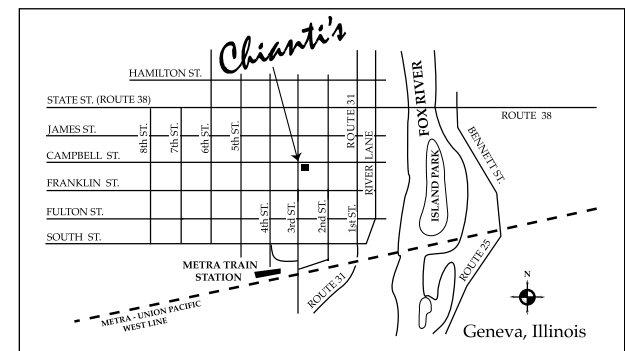 Chianti's
HAMILTON ST.
STATE ST. (ROUTE 38)
ROUTE 38
JAMES ST.
CAMPBELL ST.
FRANKLIN ST.
FULTON ST.
SOUTH ST.
8th ST.
7th ST.
6th ST.
5th ST.
4th ST.
3rd ST.
2nd ST.
1st ST.
ROUTE 31
RIVER LANE
FOX RIVER
ISLAND PARK
BENNETT ST.
ROUTE 25
METRA TRAIN
STATION
ROUTE 31
METRA - UNION PACIFIC
WEST LINE
N
Geneva, Illinois